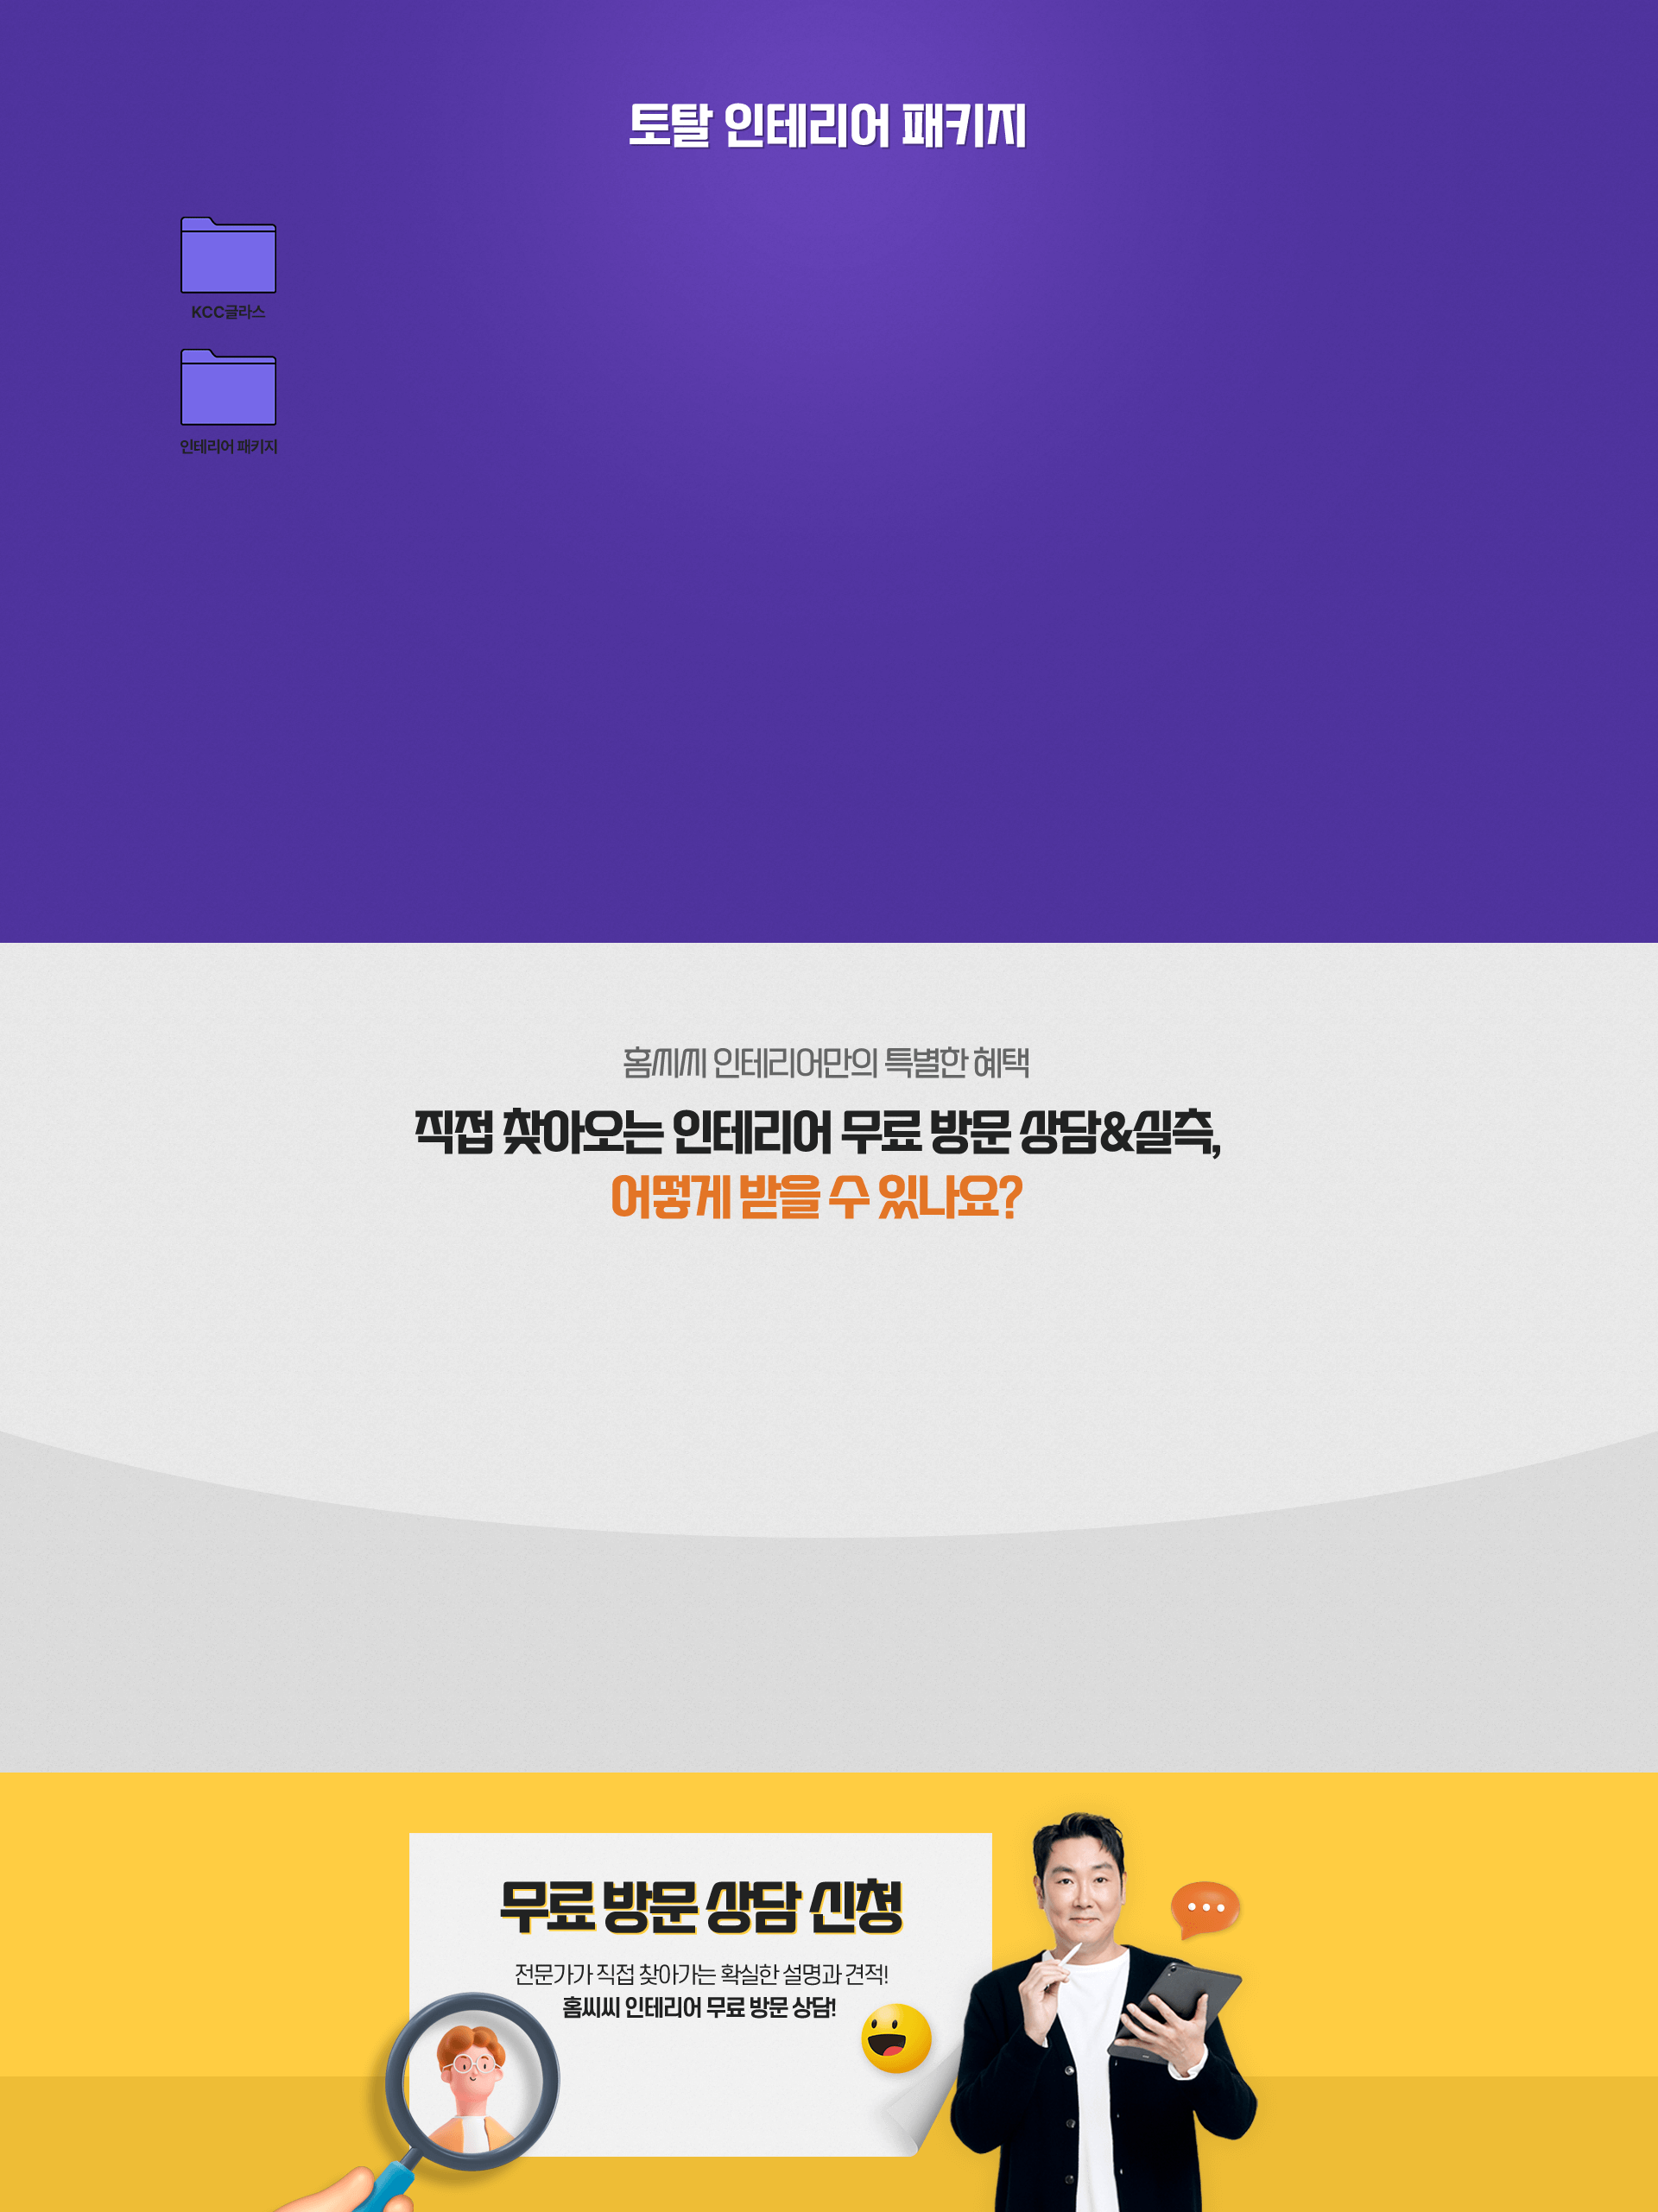 토탈 인테리어 패키지
KCC글라스
인테리어 패키지
홈씨씨 인테리어만의 특별한 혜택
직접 찾아오는 인테리어 무료 방문 상담&실측,
어떻게 받을 수 있나요?
무료 방문 상담 신청
전문가가 직접 찾아가는 확실한 설명과 견적!
홈씨씨 인테리어 무료 방문 상담!